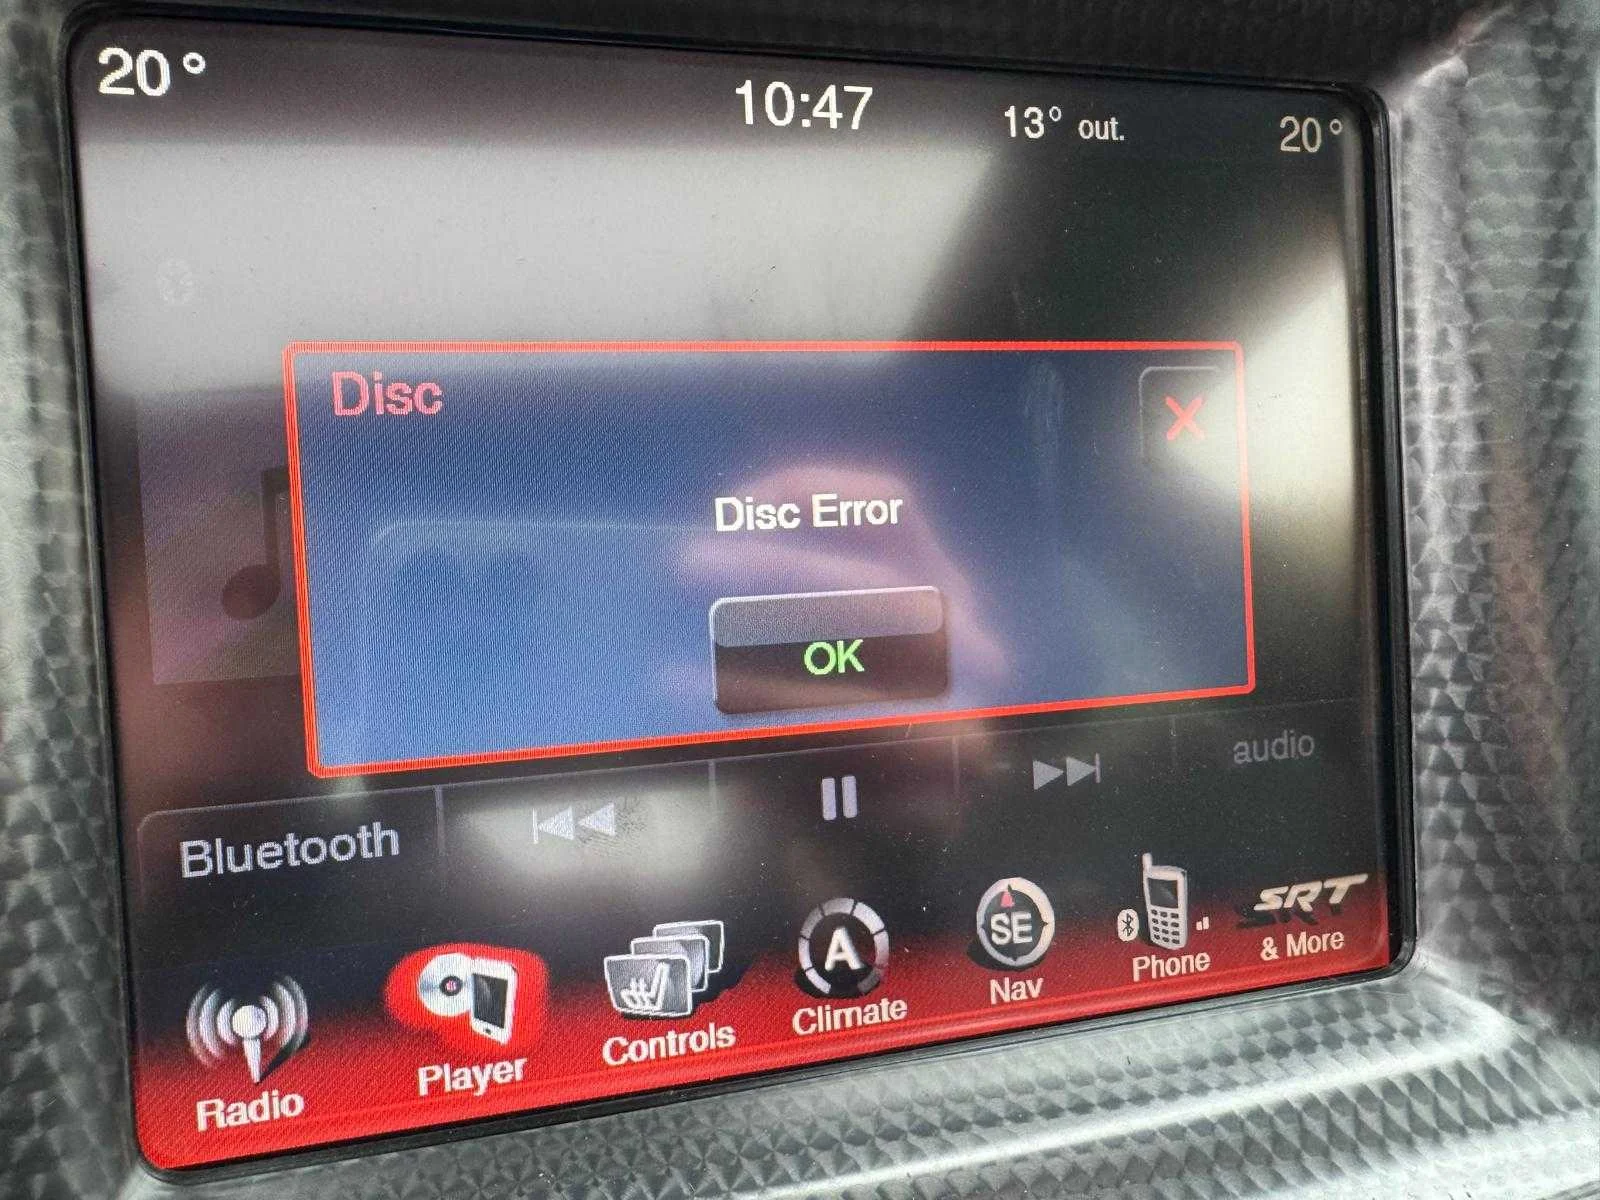 20°
10:47
13° out.
20°
Disc
X
Disc Error
OK
Bluetooth
audio
A
SE
SRT
& More
Radio
Player
Controls
Climate
Nav
Phone